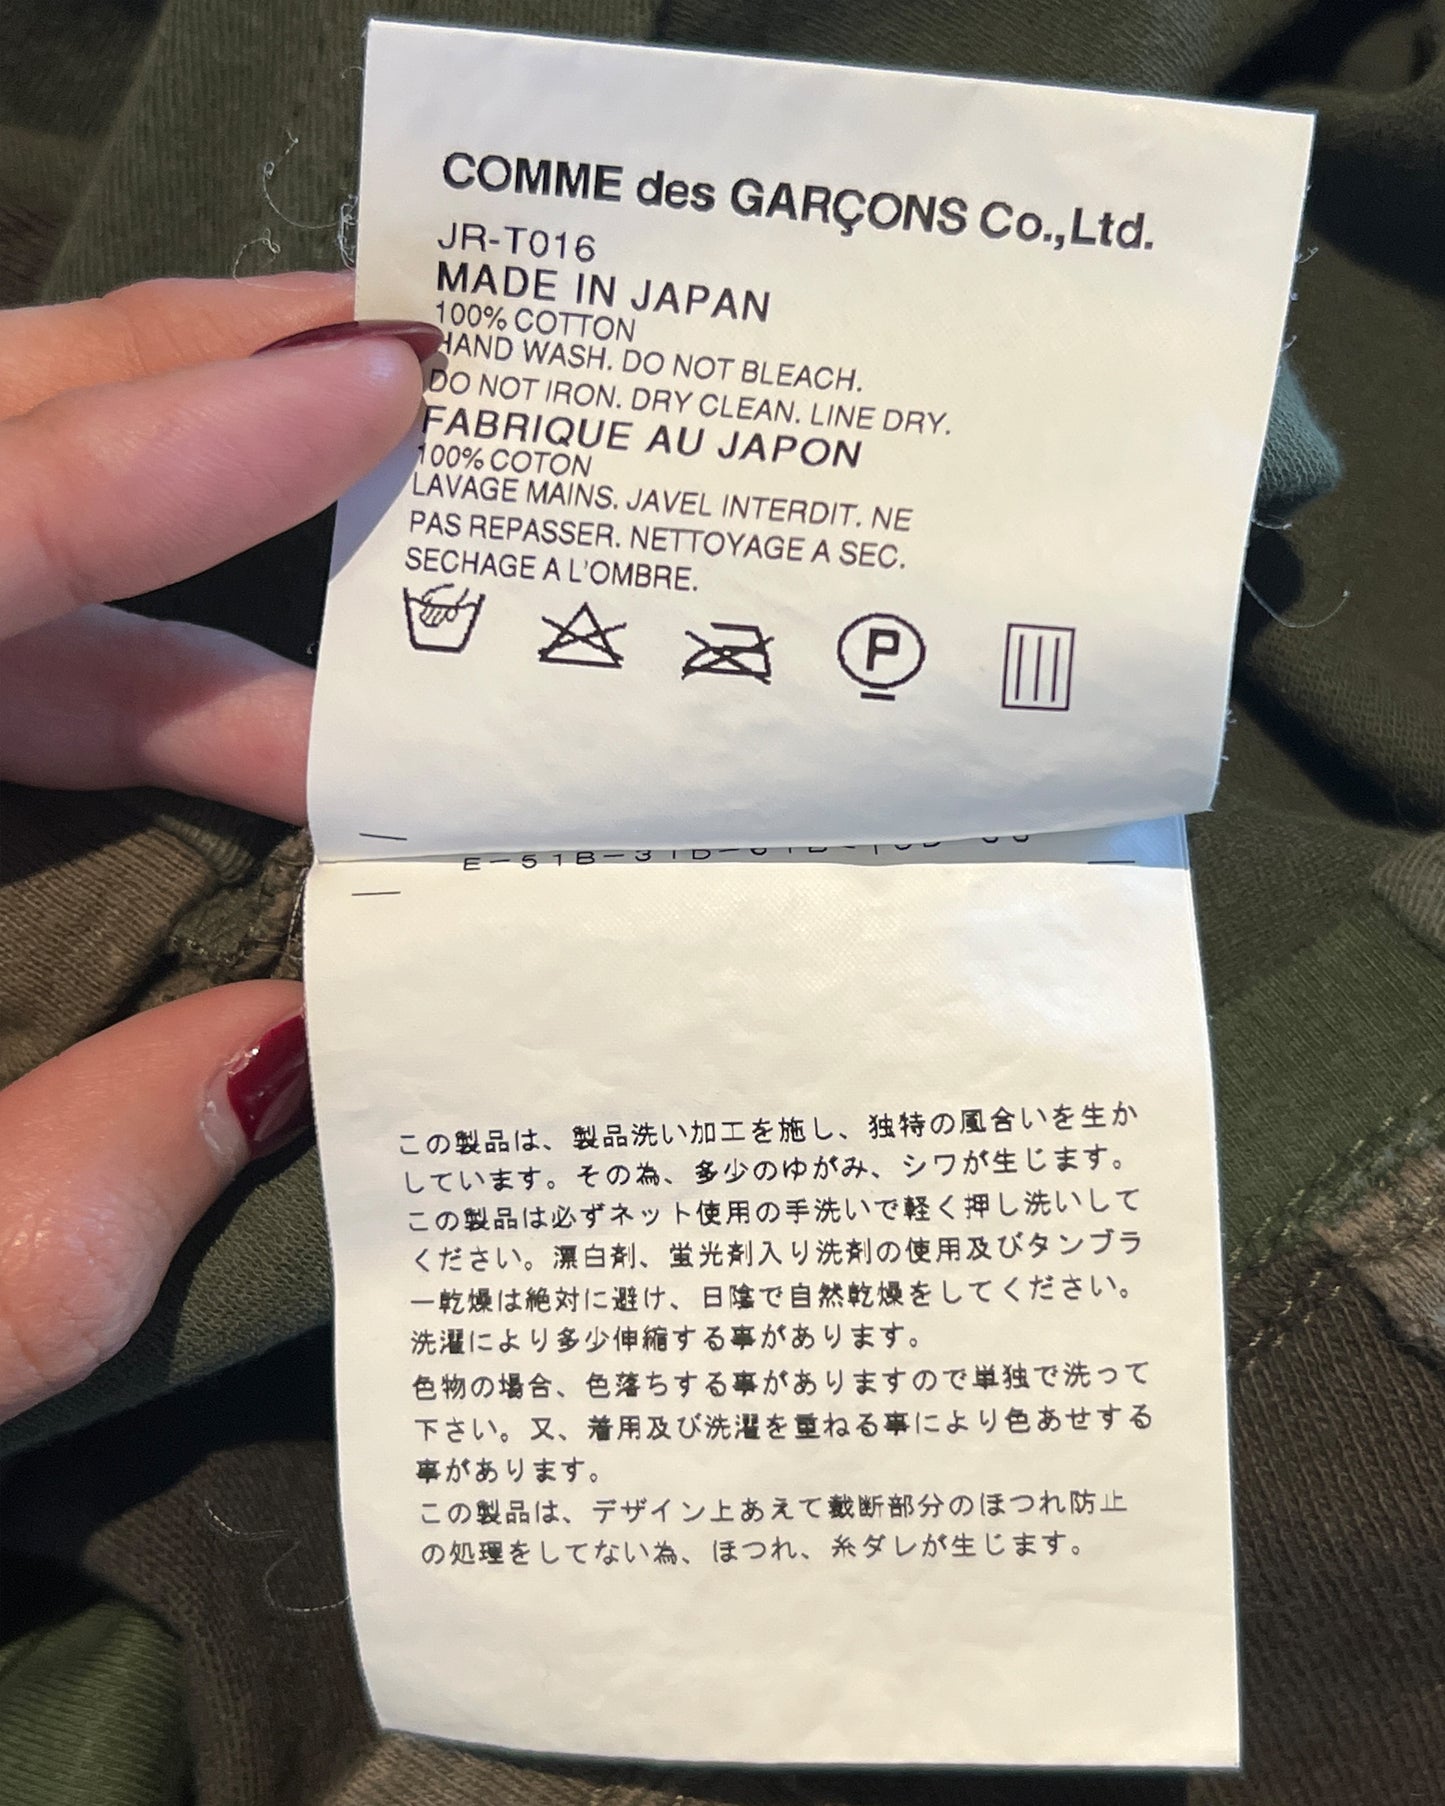 COMME des GARÇONS Co.,Ltd.
JR-T016
MADE IN JAPAN
100% COTTON
HAND WASH. DO NOT BLEACH.
DO NOT IRON. DRY CLEAN. LINE DRY.
FABRIQUE AU JAPON
100% COTON
LAVAGE MAINS. JAVEL INTERDIT. NE
PAS REPASSER. NETTOYAGE A SEC.
SECHAGE A L'OMBRE.
P
この製品は、製品洗い加工を施し、独特の風合いを生か
しています。その為、多少のゆがみ、シワが生じます。
この製品は必ずネット使用の手洗いで軽く押し洗いして
ください。漂白剤、蛍光剤入り洗剤の使用及びタンブラ
ー乾燥は絶対に避け、日陰で自然乾燥をしてください。
洗濯により多少伸縮する事があります。
色物の場合、色落ちする事がありますので単独で洗って
下さい。又、着用及び洗濯を重ねる事により色あせする
事があります。
この製品は、デザイン上あえて裁断部分のほつれ防止
の処理をしてない為、ほつれ、糸ダレが生じます。